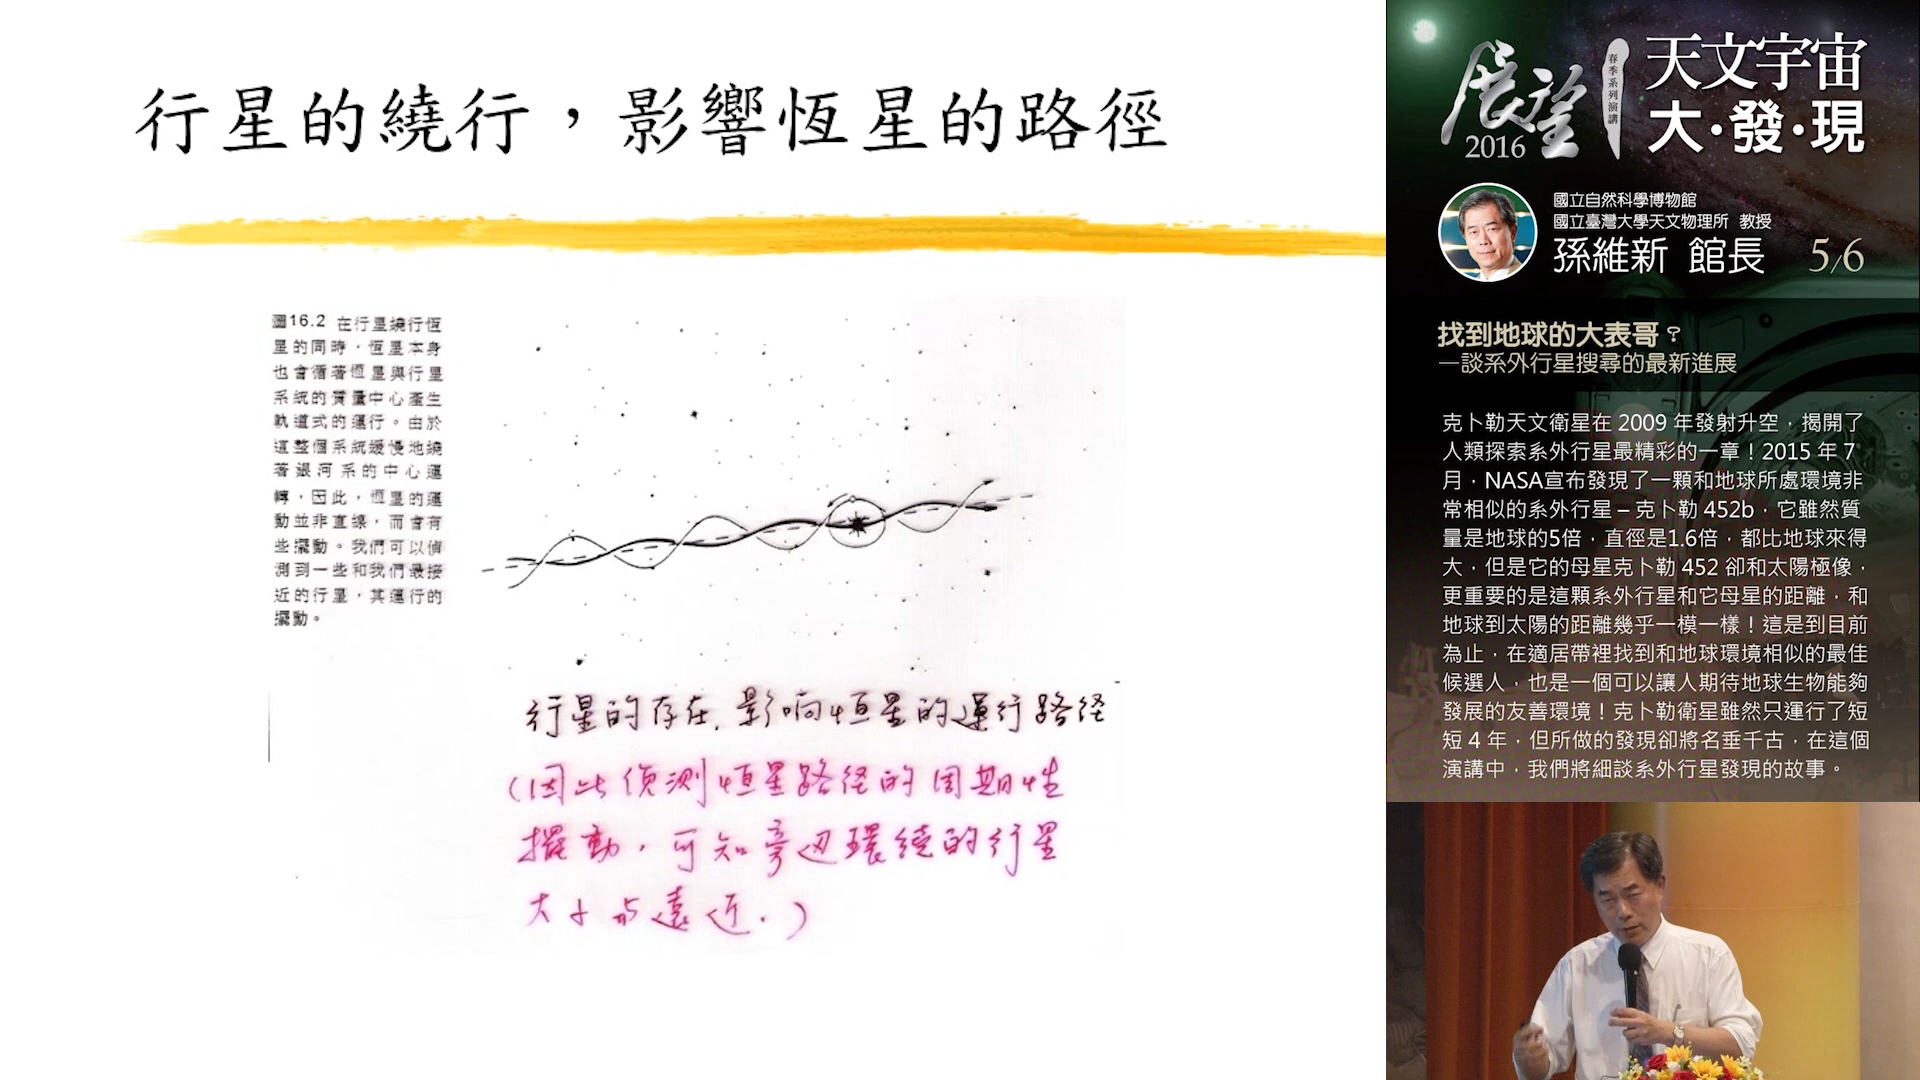 行星的繞行，影響恆星的路徑
圖16.2 在行星繞行恆
星的同時，恆星本身
也會循著恆星與行星
系統的質量中心產生
軌道式的運行。由於
這整個系統緩慢地繞
著銀河系的中心運
轉，因此，恆星的運
動並非直線，而會有
些擺動。我們可以偵
測到一些和我們最接
近的行星，其運行的
擺動。
行星的存在，影响恒星的運行路径
（因此偵測恒星路径的周期性
擺動，可知旁边環繞的行星
大小与遠近．）
展望
2016
春季系列演講
天文宇宙
大·發·現
國立自然科學博物館
國立臺灣大學天文物理所 教授
孫維新 館長 5/6
找到地球的大表哥？
—談系外行星搜尋的最新進展
克卜勒天文衛星在 2009 年發射升空，揭開了
人類探索系外行星最精彩的一章！2015 年 7
月，NASA宣布發現了一顆和地球所處環境非
常相似的系外行星 – 克卜勒 452b，它雖然質
量是地球的5倍，直徑是1.6倍，都比地球來得
大，但是它的母星克卜勒 452 卻和太陽極像，
更重要的是這顆系外行星和它母星的距離，和
地球到太陽的距離幾乎一模一樣！這是到目前
為止，在適居帶裡找到和地球環境相似的最佳
候選人，也是一個可以讓人期待地球生物能夠
發展的友善環境！克卜勒衛星雖然只運行了短
短 4 年，但所做的發現卻將名垂千古，在這個
演講中，我們將細談系外行星發現的故事。